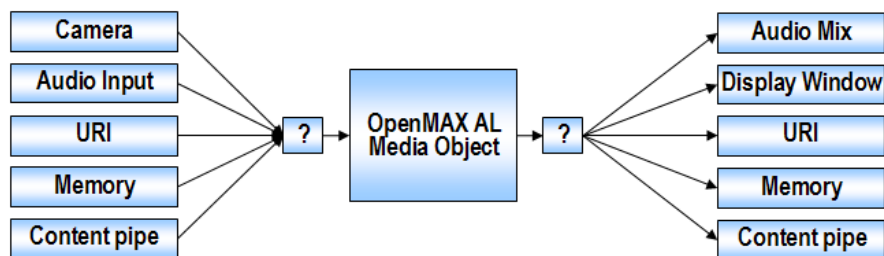 Camera
Audio Input
URI
Memory
Content pipe
?
OpenMAX AL
Media Object
?
Audio Mix
Display Window
URI
Memory
Content pipe